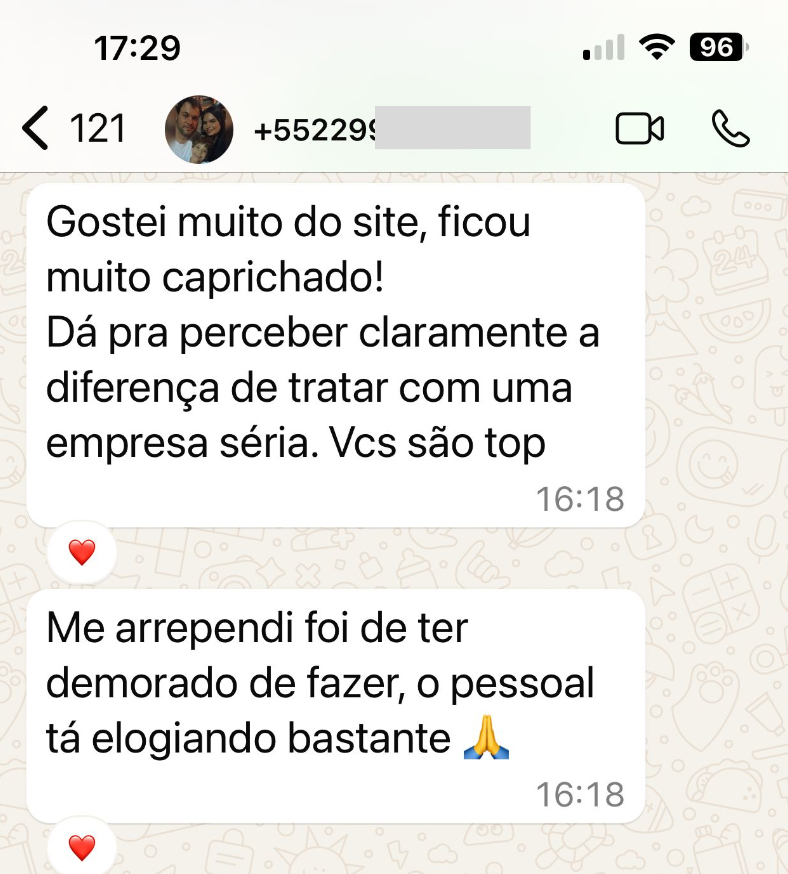 17:29
96
121
+55229
Gostei muito do site, ficou
muito caprichado!
Dá pra perceber claramente a
diferença de tratar com uma
empresa séria. Vcs são top
16:18
❤️
Me arrependi foi de ter
demorado de fazer, o pessoal
tá elogiando bastante 🙏
16:18
❤️